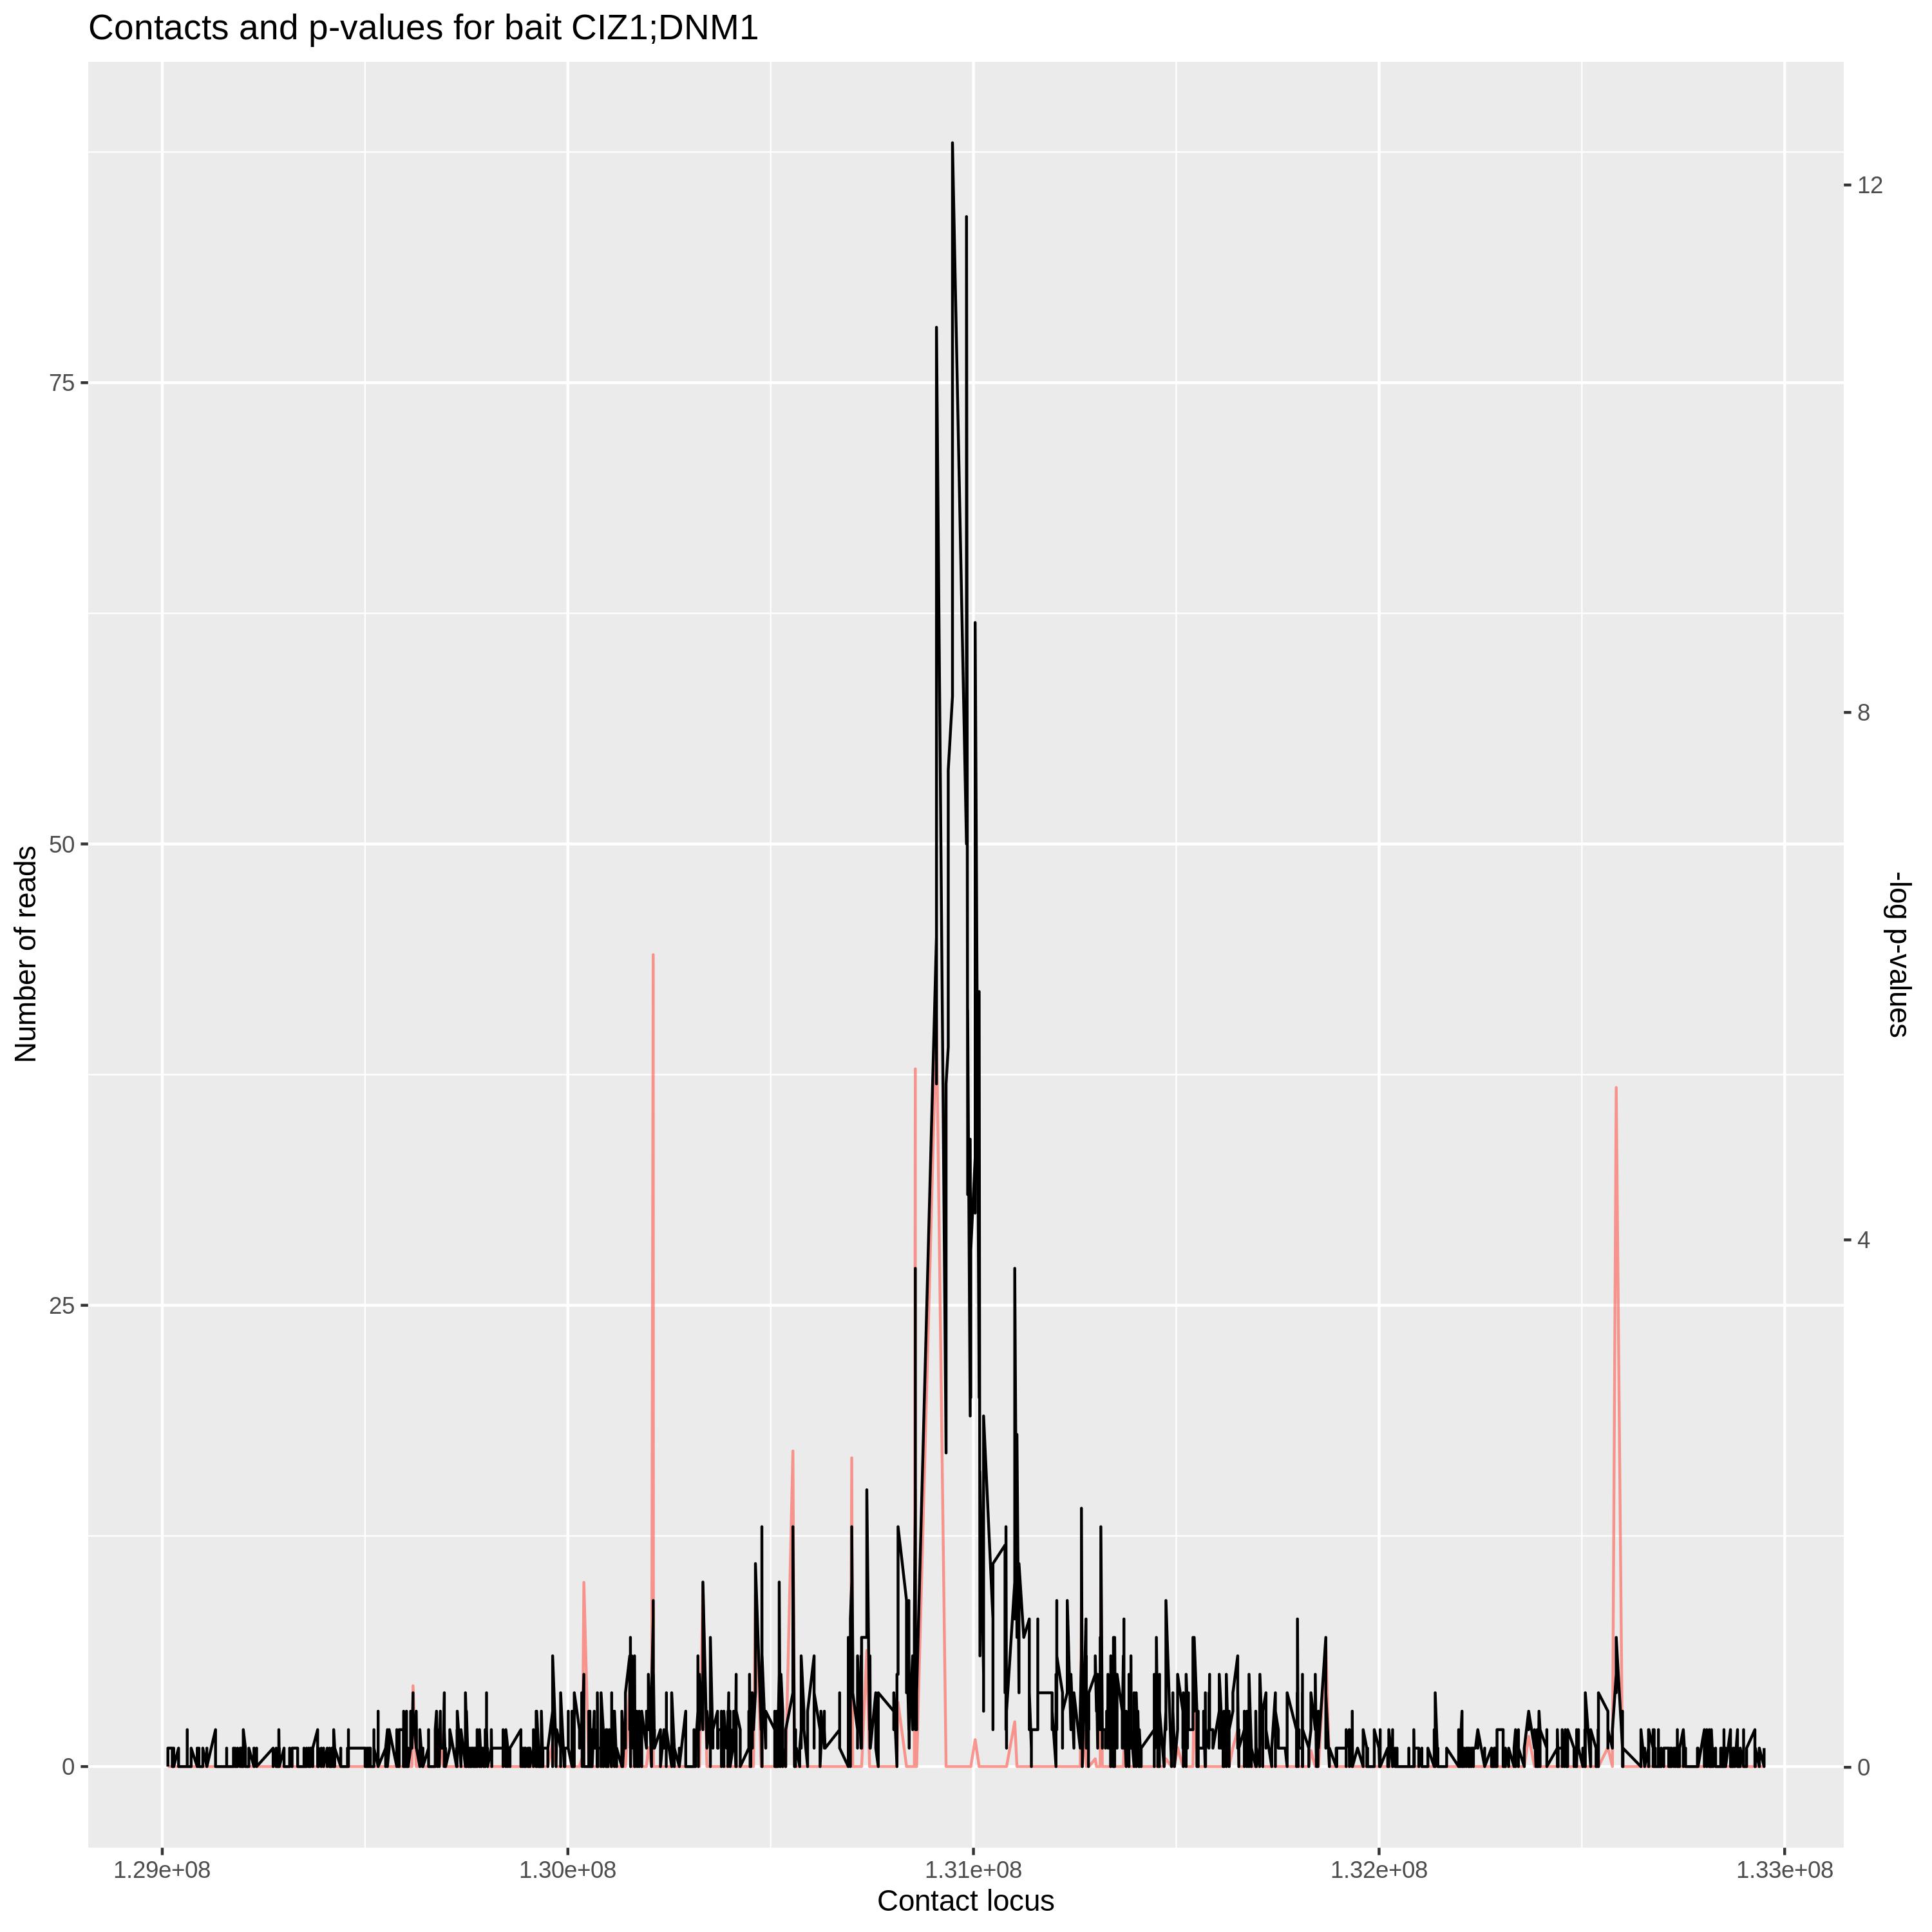 Contacts and p-values for bait CIZ1;DNM1
Number of reads
75
50
25
0
12
8
4
0
-log p-values
1.29e+08
1.30e+08
1.31e+08
1.32e+08
1.33e+08
Contact locus